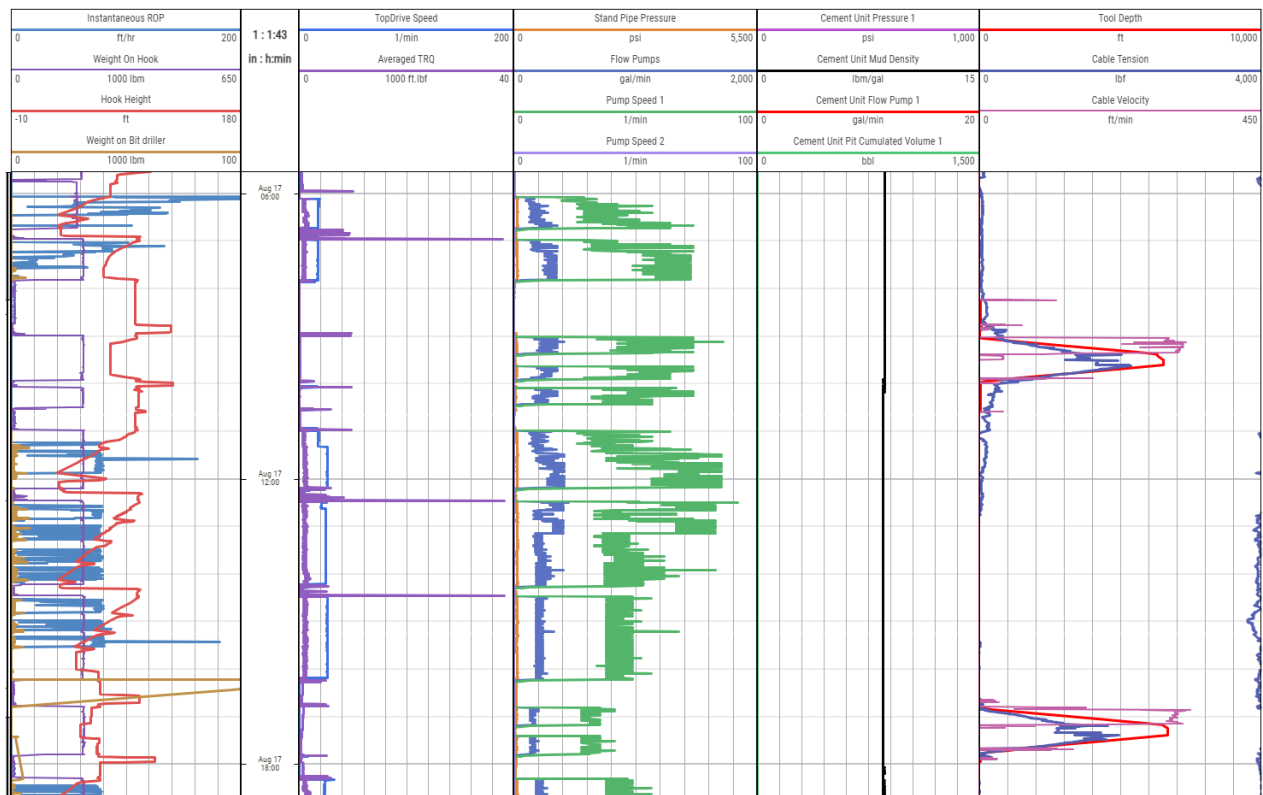 Instantaneous ROP
0 ft/hr 200
Weight On Hook
0 1000 lbm 650
Hook Height
-10 ft 180
Weight on Bit driller
0 1000 lbm 100
1 : 1:43
in : h:min
TopDrive Speed
0 1/min 200
Averaged TRQ
0 1000 ft.lbf 40
Stand Pipe Pressure
0 psi 5,500
Flow Pumps
0 gal/min 2,000
Pump Speed 1
0 1/min 100
Pump Speed 2
0 1/min 100
Cement Unit Pressure 1
0 psi 1,000
Cement Unit Mud Density
0 lbm/gal 15
Cement Unit Flow Pump 1
0 gal/min 20
Cement Unit Pit Cumulated Volume 1
0 bbl 1,500
Tool Depth
0 ft 10,000
Cable Tension
0 lbf 4,000
Cable Velocity
0 ft/min 450
Aug 17
06:00
Aug 17
12:00
Aug 17
18:00